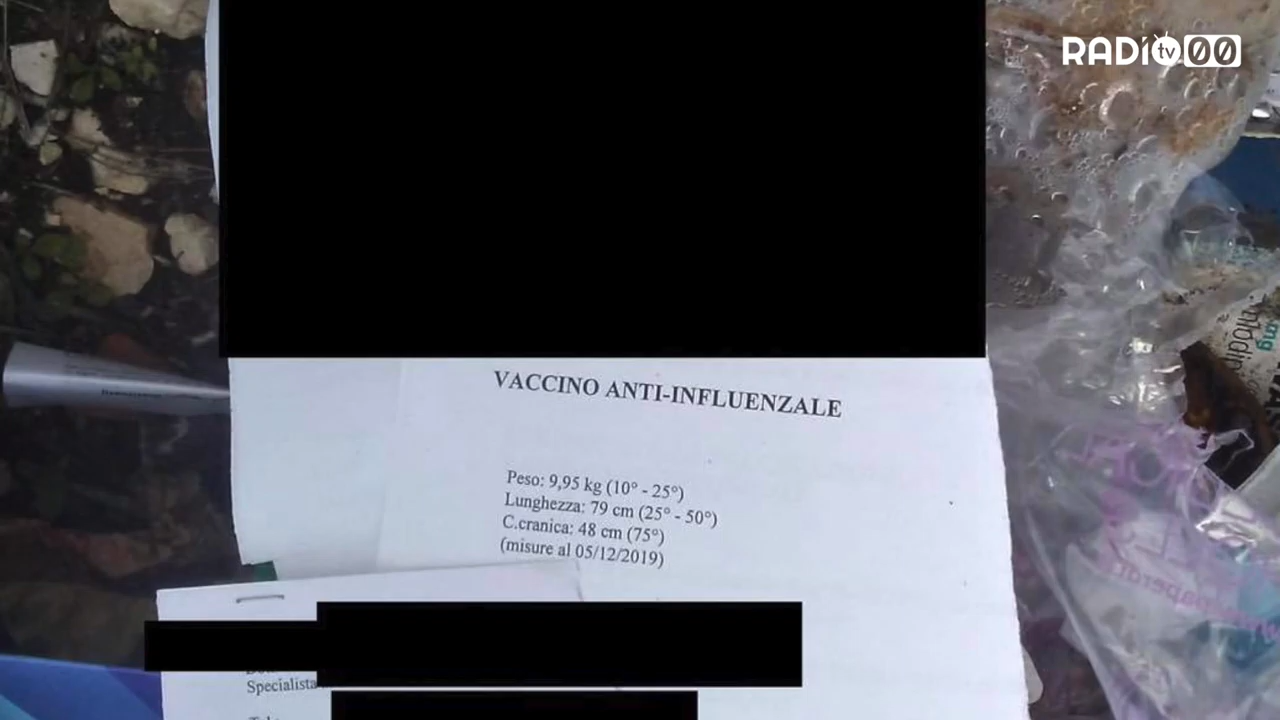 RADIO tv 00
VACCINO ANTI-INFLUENZALE
Peso: 9,95 kg (10° - 25°)
Lunghezza: 79 cm (25° - 50°)
C.cranica: 48 cm (75°)
(misure al 05/12/2019)
Specialista
mg